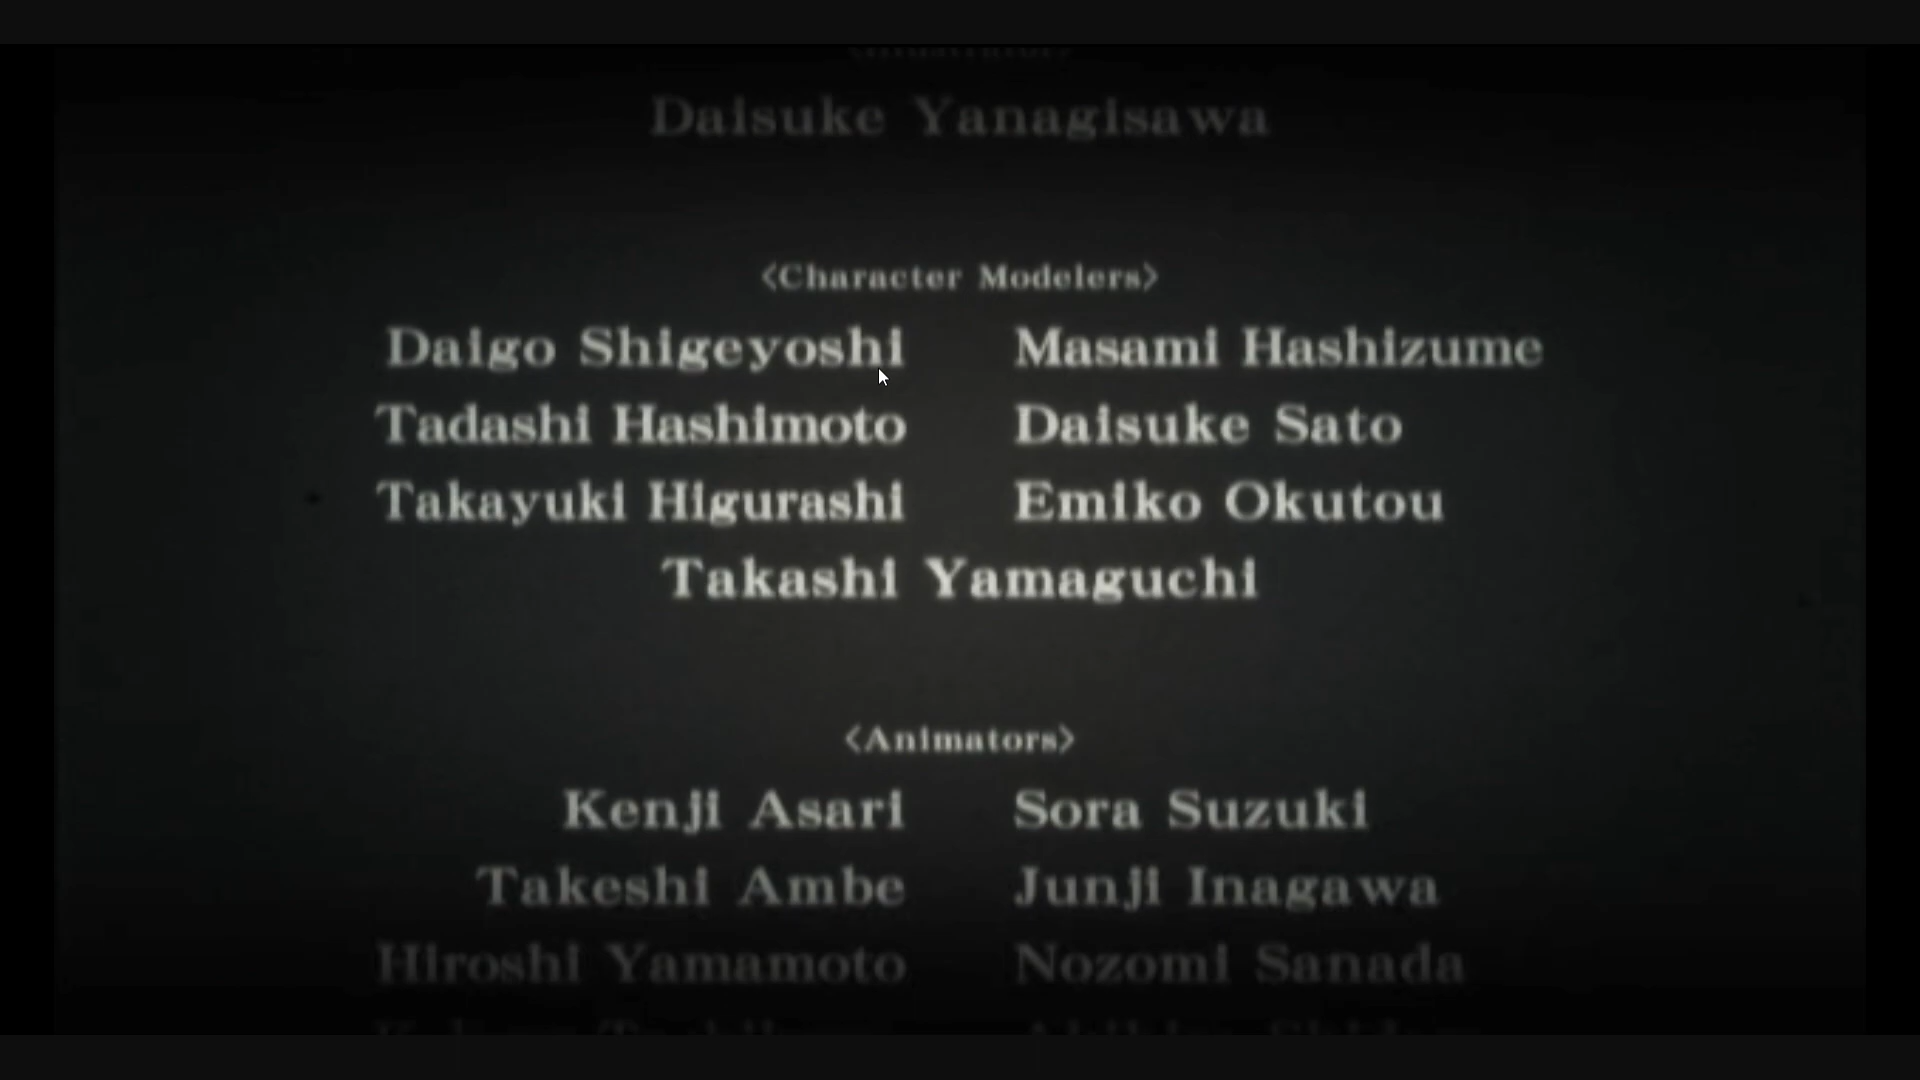 Daisuke Yanagisawa
<Character Modelers>
Daigo Shigeyoshi Masami Hashizume
Tadashi Hashimoto Daisuke Sato
Takayuki Higurashi Emiko Okutou
Takashi Yamaguchi
<Animators>
Kenji Asari Sora Suzuki
Takeshi Ambe Junji Inagawa
Hiroshi Yamamoto Nozomi Sanada